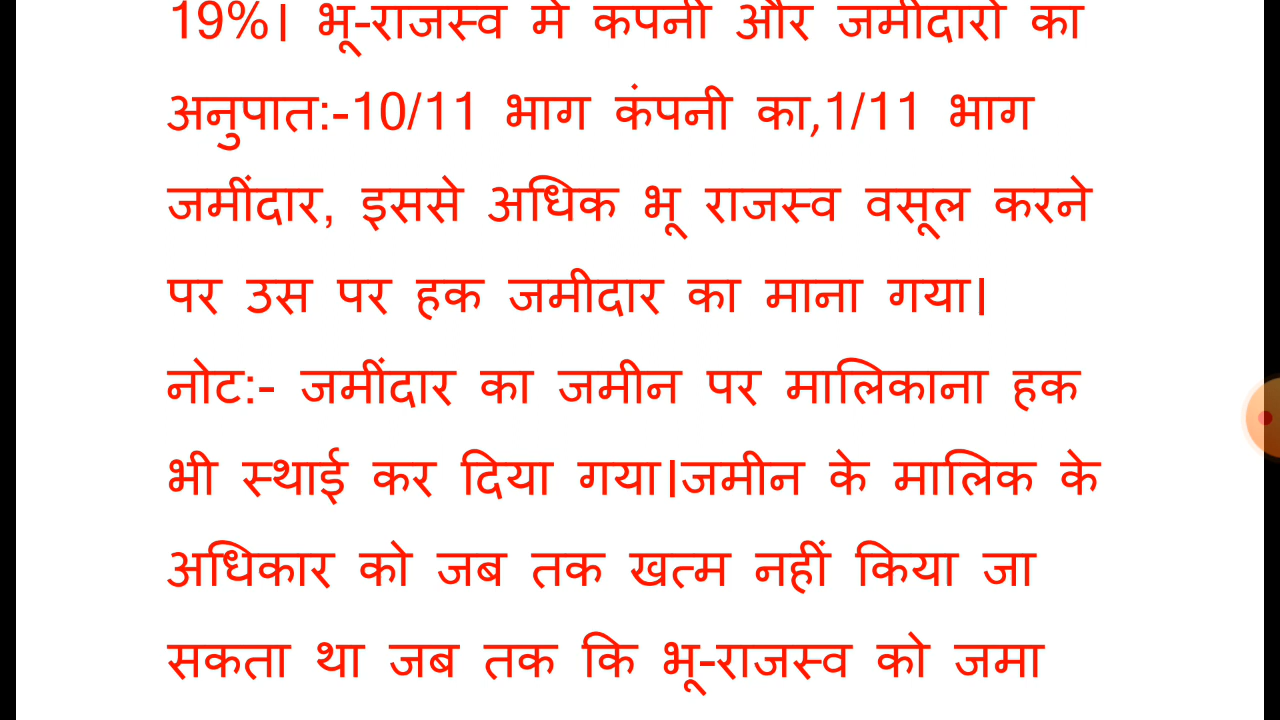 19%। भू-राजस्व में कंपनी और जमींदारों का
अनुपात:-10/11 भाग कंपनी का,1/11 भाग
जमींदार, इससे अधिक भू राजस्व वसूल करने
पर उस पर हक जमीदार का माना गया।
नोट:- जमींदार का जमीन पर मालिकाना हक
भी स्थाई कर दिया गया।जमीन के मालिक के
अधिकार को जब तक खत्म नहीं किया जा
सकता था जब तक कि भू-राजस्व को जमा